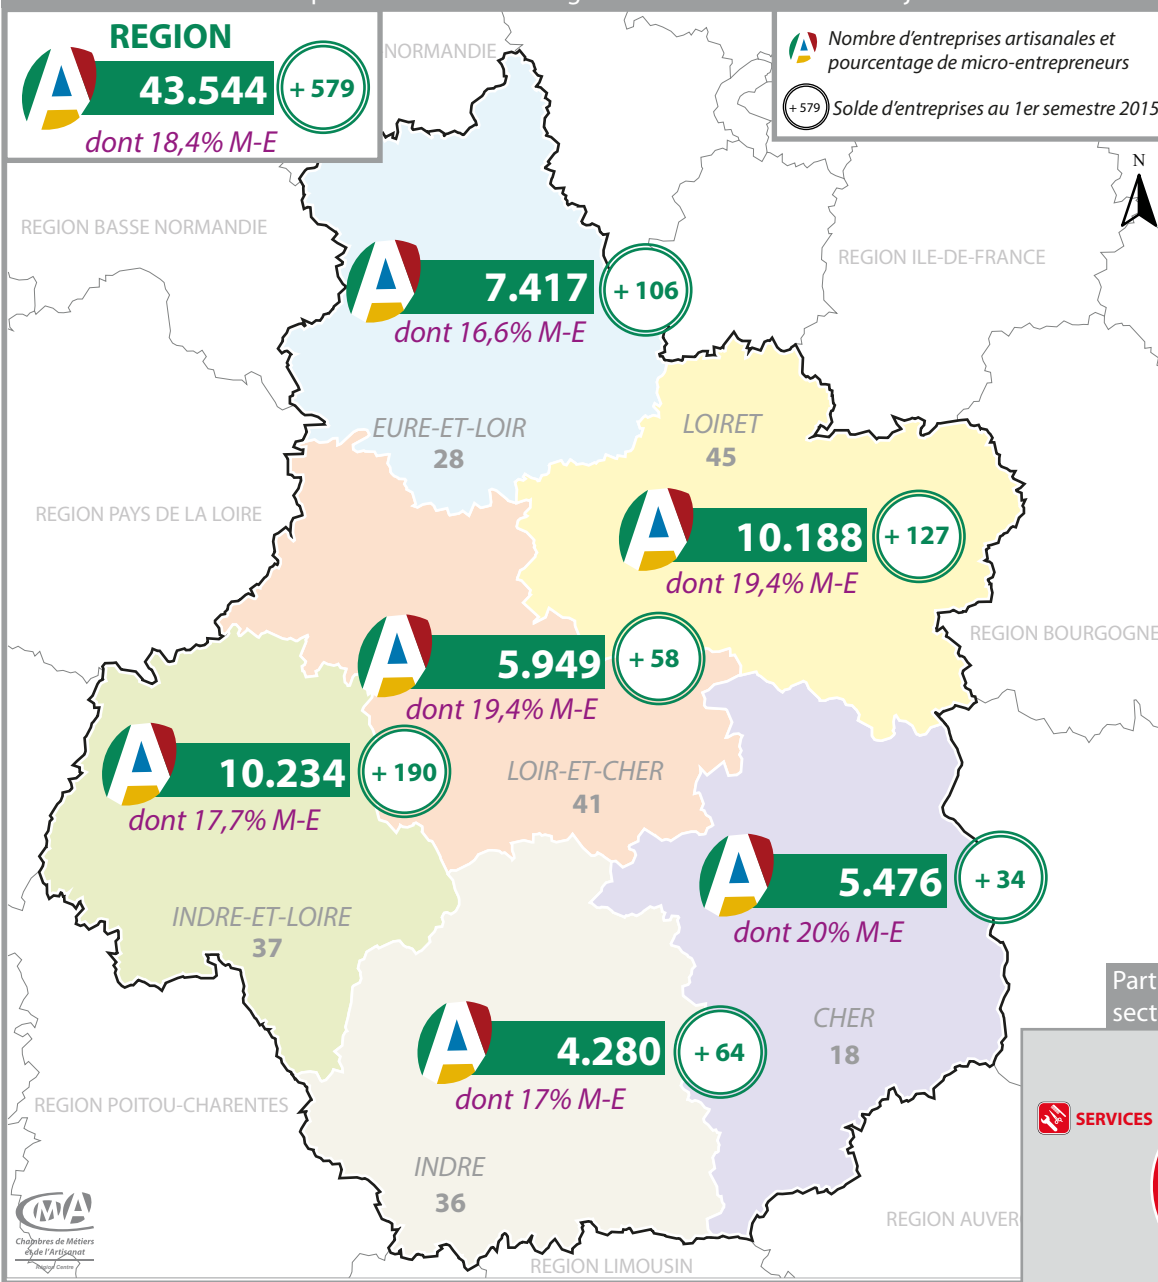 REGION
43.544
+ 579
dont 18,4% M-E
NORMANDIE
Nombre d'entreprises artisanales et
pourcentage de micro-entrepreneurs
+ 579
Solde d'entreprises au 1er semestre 2015
N
REGION BASSE NORMANDIE
REGION ILE-DE-FRANCE
7.417
+ 106
dont 16,6% M-E
EURE-ET-LOIR
28
LOIRET
45
REGION PAYS DE LA LOIRE
10.188
+ 127
dont 19,4% M-E
REGION BOURGOGNE
5.949
+ 58
dont 19,4% M-E
10.234
+ 190
dont 17,7% M-E
LOIR-ET-CHER
41
5.476
+ 34
dont 20% M-E
INDRE-ET-LOIRE
37
Part
sect
CHER
18
4.280
+ 64
dont 17% M-E
REGION POITOU-CHARENTES
SERVICES
INDRE
36
CMA
Chambres de Métiers
et de l'Artisanat
Région Centre
REGION AUVER
REGION LIMOUSIN